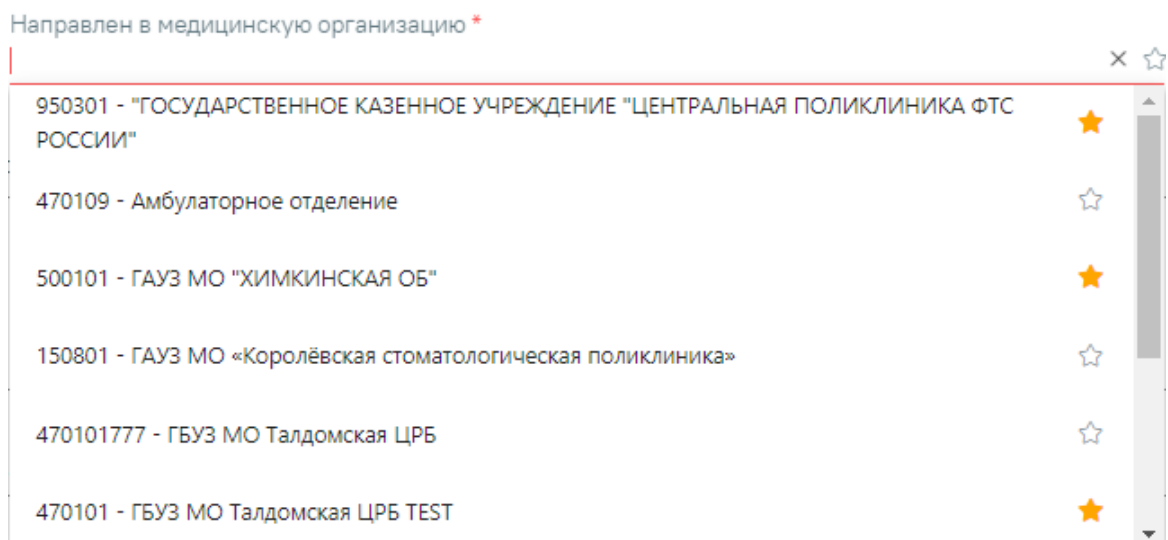 Направлен в медицинскую организацию *
950301 - "ГОСУДАРСТВЕННОЕ КАЗЕННОЕ УЧРЕЖДЕНИЕ "ЦЕНТРАЛЬНАЯ ПОЛИКЛИНИКА ФТС
РОССИИ"
470109 - Амбулаторное отделение
500101 - ГАУЗ МО "ХИМКИНСКАЯ ОБ"
150801 - ГАУЗ МО «Королёвская стоматологическая поликлиника»
470101777 - ГБУЗ МО Талдомская ЦРБ
470101 - ГБУЗ МО Талдомская ЦРБ TEST